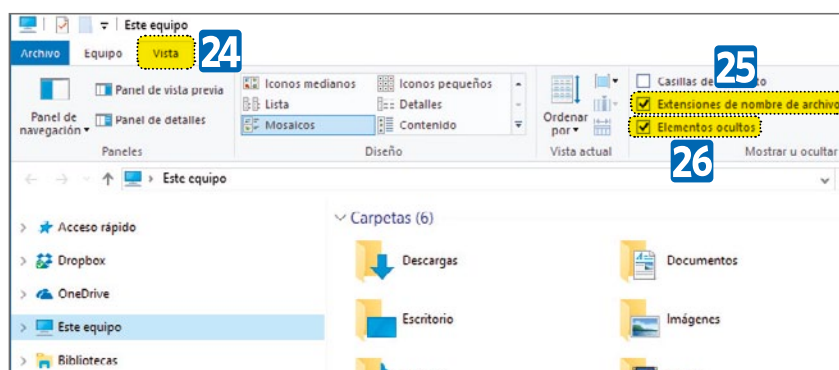 Este equipo
Archivo Equipo Vista 24
25
Panel de navegación
Panel de vista previa
Panel de detalles
Paneles
Iconos medianos Iconos pequeños
Lista Detalles
Mosaicos Contenido
Diseño
Ordenar por
Vista actual
Casillas de
Extensiones de nombre de archivo
Elementos ocultos
26
Mostrar u ocultar
Este equipo
Acceso rápido
Dropbox
OneDrive
Este equipo
Bibliotecas
Carpetas (6)
Descargas Documentos
Escritorio Imágenes